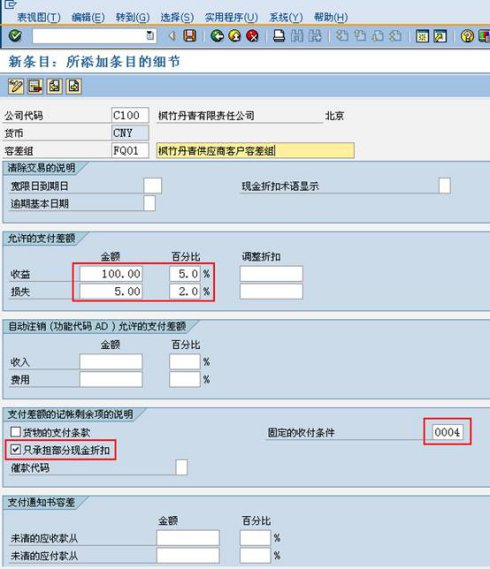 表视图(T) 编辑(E) 转到(G) 选择(S) 实用程序(U) 系统(Y) 帮助(H)
新条目: 所添加条目的细节
公司代码 C100 枫竹丹青有限责任公司 北京
货币 CNY
容差组 FQ01 枫竹丹青供应商客户容差组
清除交易的说明
宽限日到期日 现金折扣术语显示
逾期基本日期
允许的支付差额
金额 百分比 调整折扣
收益 100.00 5.0 %
损失 5.00 2.0 %
自动注销(功能代码 AD)允许的支付差额
金额 百分比
收入 %
费用 %
支付差额的记帐剩余项的说明
货物的支付条款 固定的收付条件 0004
只承担部分现金折扣
催款代码
支付通知书容差
金额 百分比
未清的应收款从 %
未清的应付款从 %